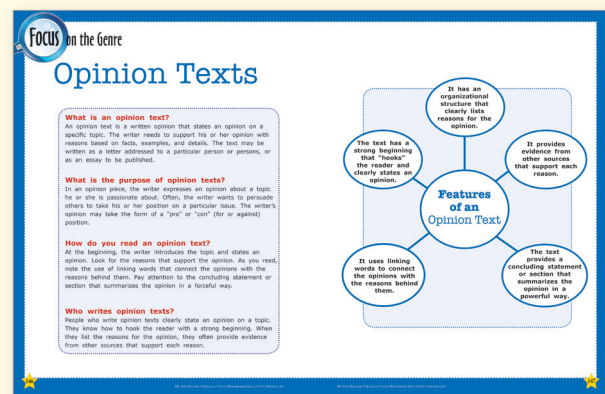 Focus on the Genre
Opinion Texts
What is an opinion text?
An opinion text is a written opinion that states an opinion on a
specific topic. The writer needs to support his or her opinion with
reasons based on facts, examples, and details. The text may be
written as a letter addressed to a particular person or persons, or
as an essay to be published.
What is the purpose of opinion texts?
In an opinion piece, the writer expresses an opinion about a topic
he or she is passionate about. Often, the writer wants to persuade
others to take his or her position on a particular issue. The writer's
opinion may take the form of a "pro" or "con" (for or against)
position.
How do you read an opinion text?
At the beginning, the writer introduces the topic and states an
opinion. Look for the reasons that support the opinion. As you read,
note the use of linking words that connect the opinions with the
reasons behind them. Pay attention to the concluding statement or
section that summarizes the opinion in a forceful way.
Who writes opinion texts?
People who write opinion texts clearly state an opinion on a topic.
They know how to hook the reader with a strong beginning. When
they list the reasons for the opinion, they often provide evidence
from other sources that support each reason.
It has an
organizational
structure that
clearly lists
reasons for the
opinion.
The text has a
strong beginning
that "hooks"
the reader and
clearly states an
opinion.
It provides
evidence from
other sources
that support each
reason.
Features
of an
Opinion Text
It uses linking
words to connect
the opinions with
the reasons behind
them.
The text
provides a
concluding statement
or section that
summarizes the
opinion in a
powerful way.
146
147